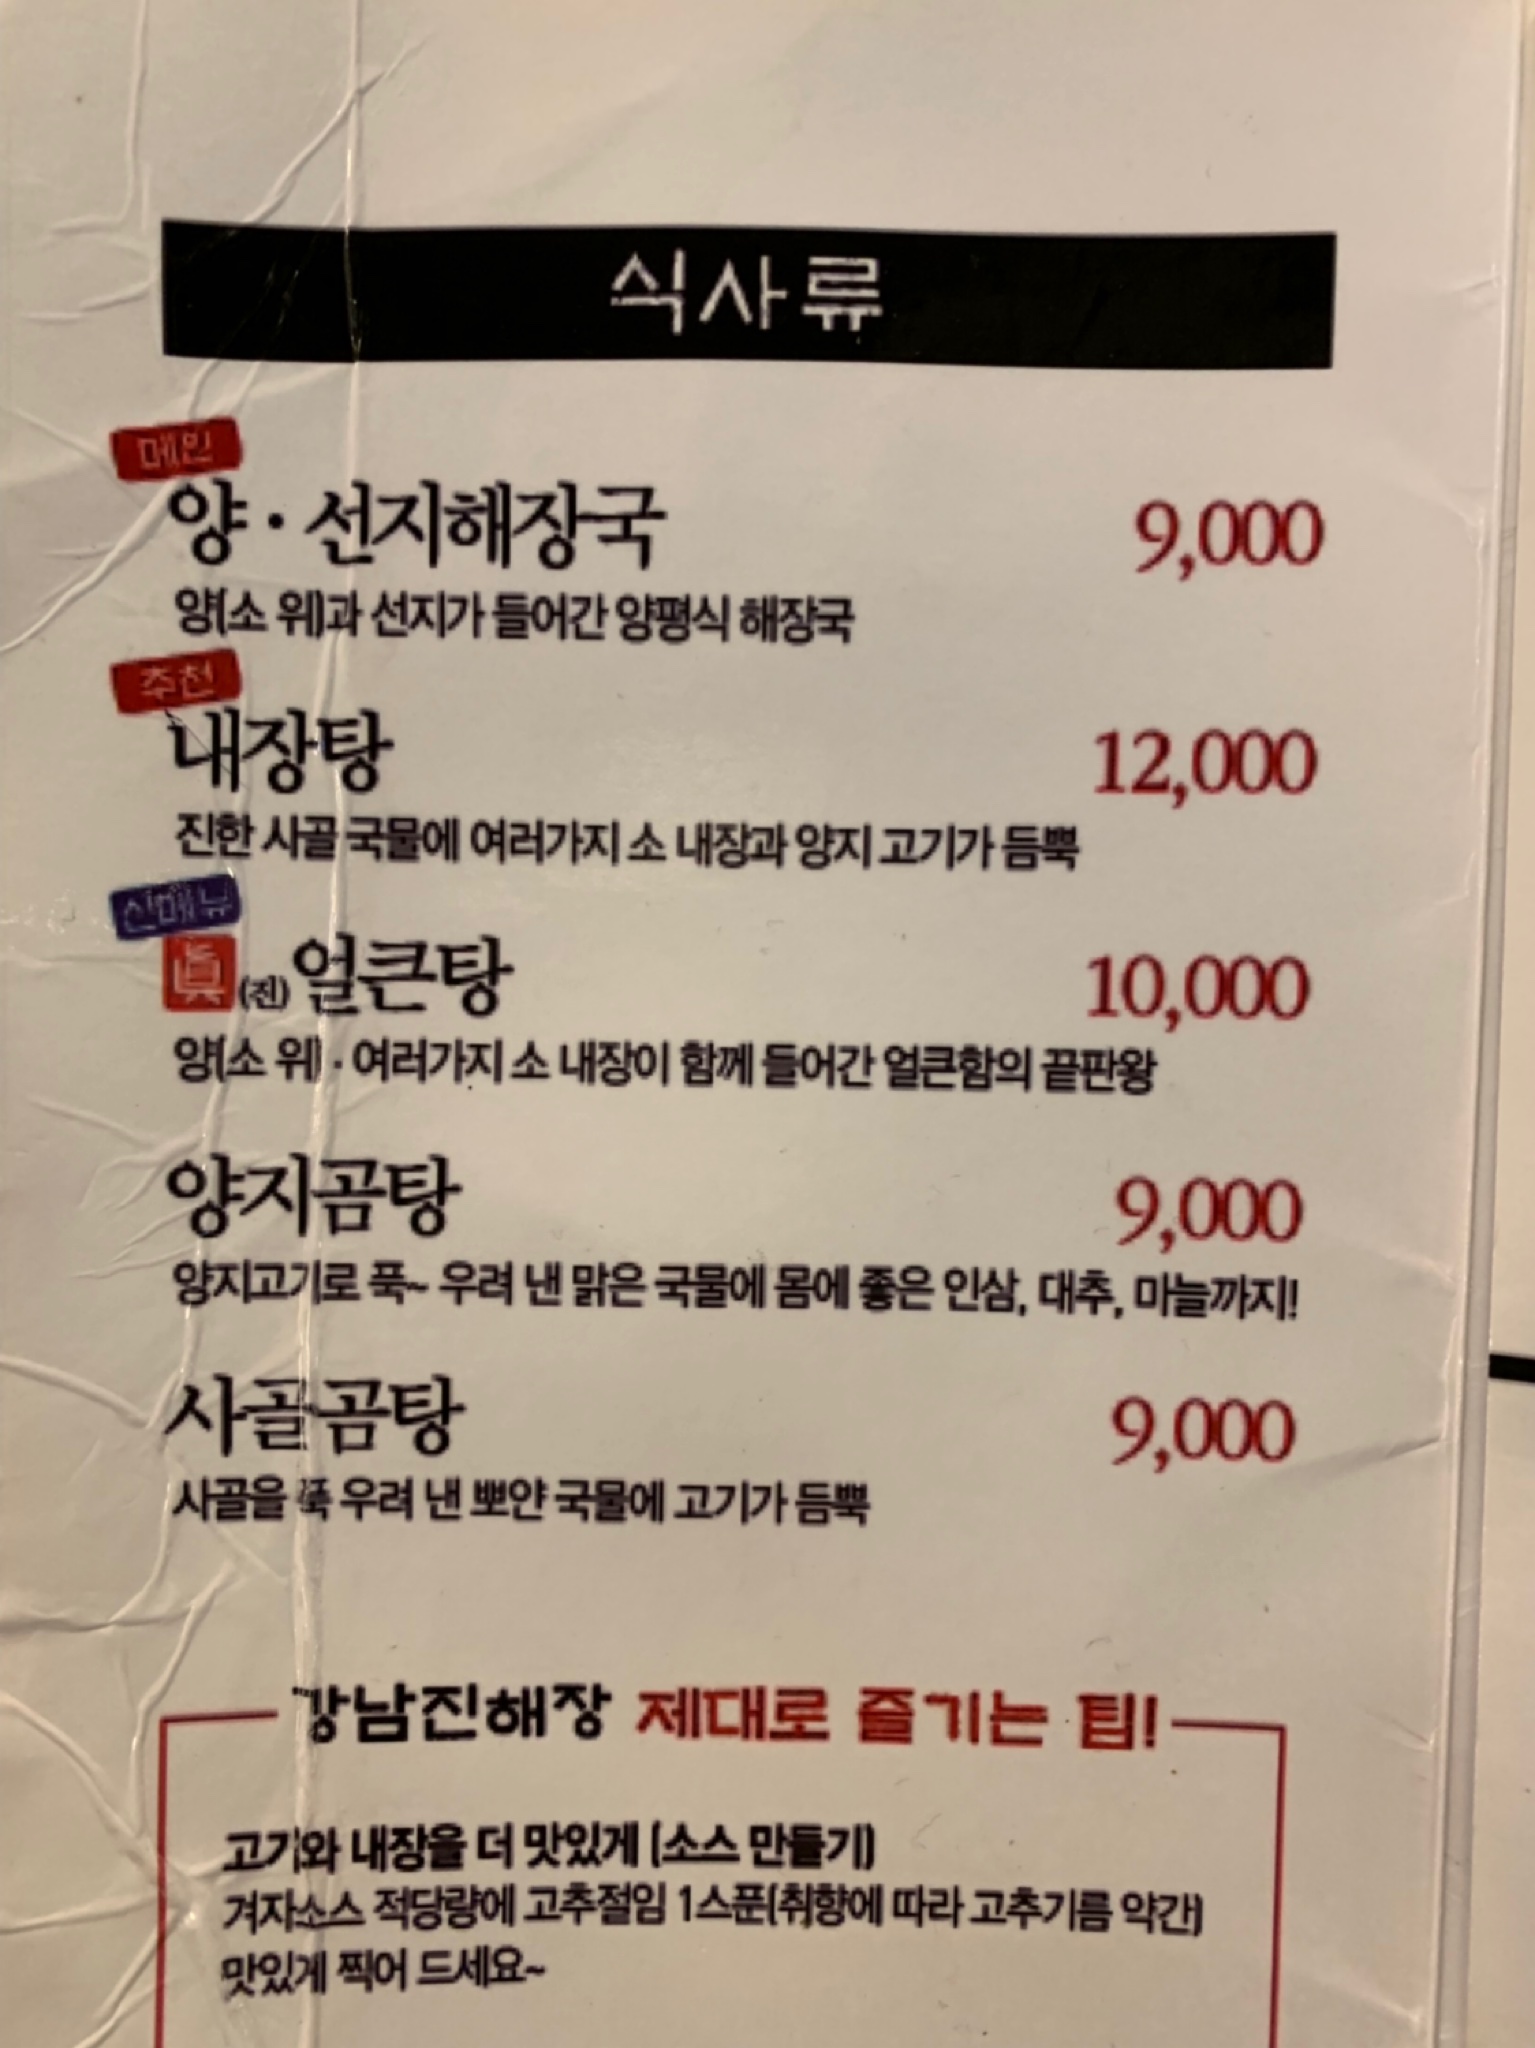 식사류
메인
양·선지해장국 9,000
양(소 위)과 선지가 들어간 양평식 해장국
추천
내장탕 12,000
진한 사골 국물에 여러가지 소 내장과 양지 고기가 듬뿍
신메뉴
眞(진) 얼큰탕 10,000
양(소 위)·여러가지 소 내장이 함께 들어간 얼큰함의 끝판왕
양지곰탕 9,000
양지고기로 푹~ 우려 낸 맑은 국물에 몸에 좋은 인삼, 대추, 마늘까지!
사골곰탕 9,000
사골을 푹 우려 낸 뽀얀 국물에 고기가 듬뿍
강남진해장 제대로 즐기는 팁!
고기와 내장을 더 맛있게 (소스 만들기)
겨자소스 적당량에 고추절임 1스푼(취향에 따라 고추기름 약간)
맛있게 찍어 드세요~